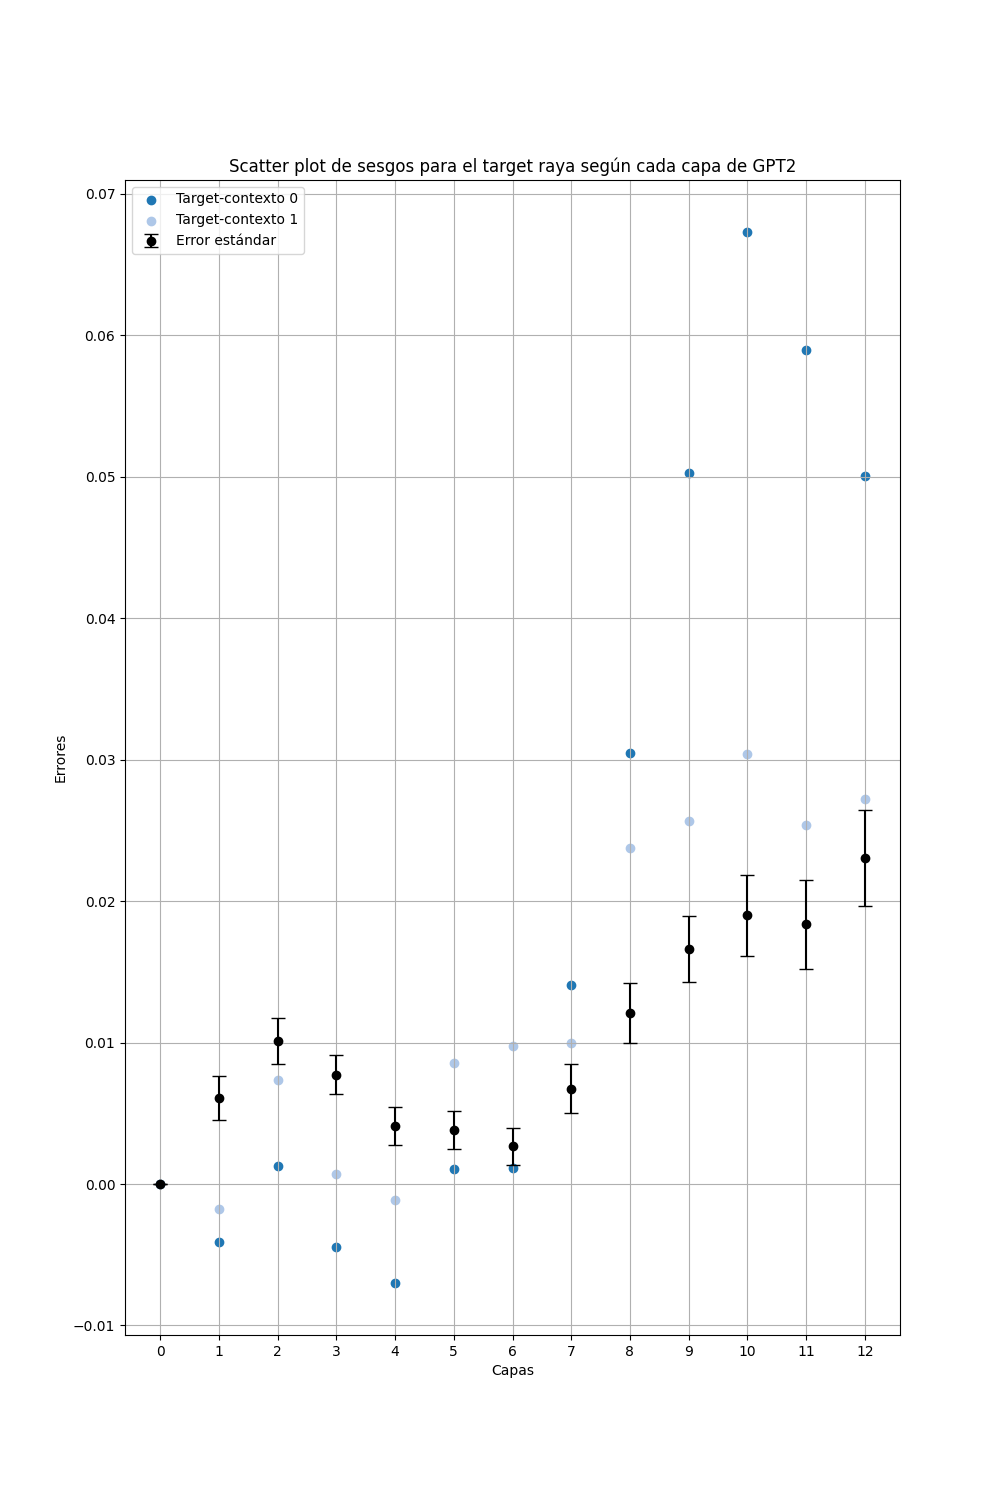 Scatter plot de sesgos para el target raya según cada capa de GPT2
Target-contexto 0
Target-contexto 1
Error estándar
0.07
0.06
0.05
0.04
0.03
0.02
0.01
0.00
−0.01
Errores
0 1 2 3 4 5 6 7 8 9 10 11 12
Capas